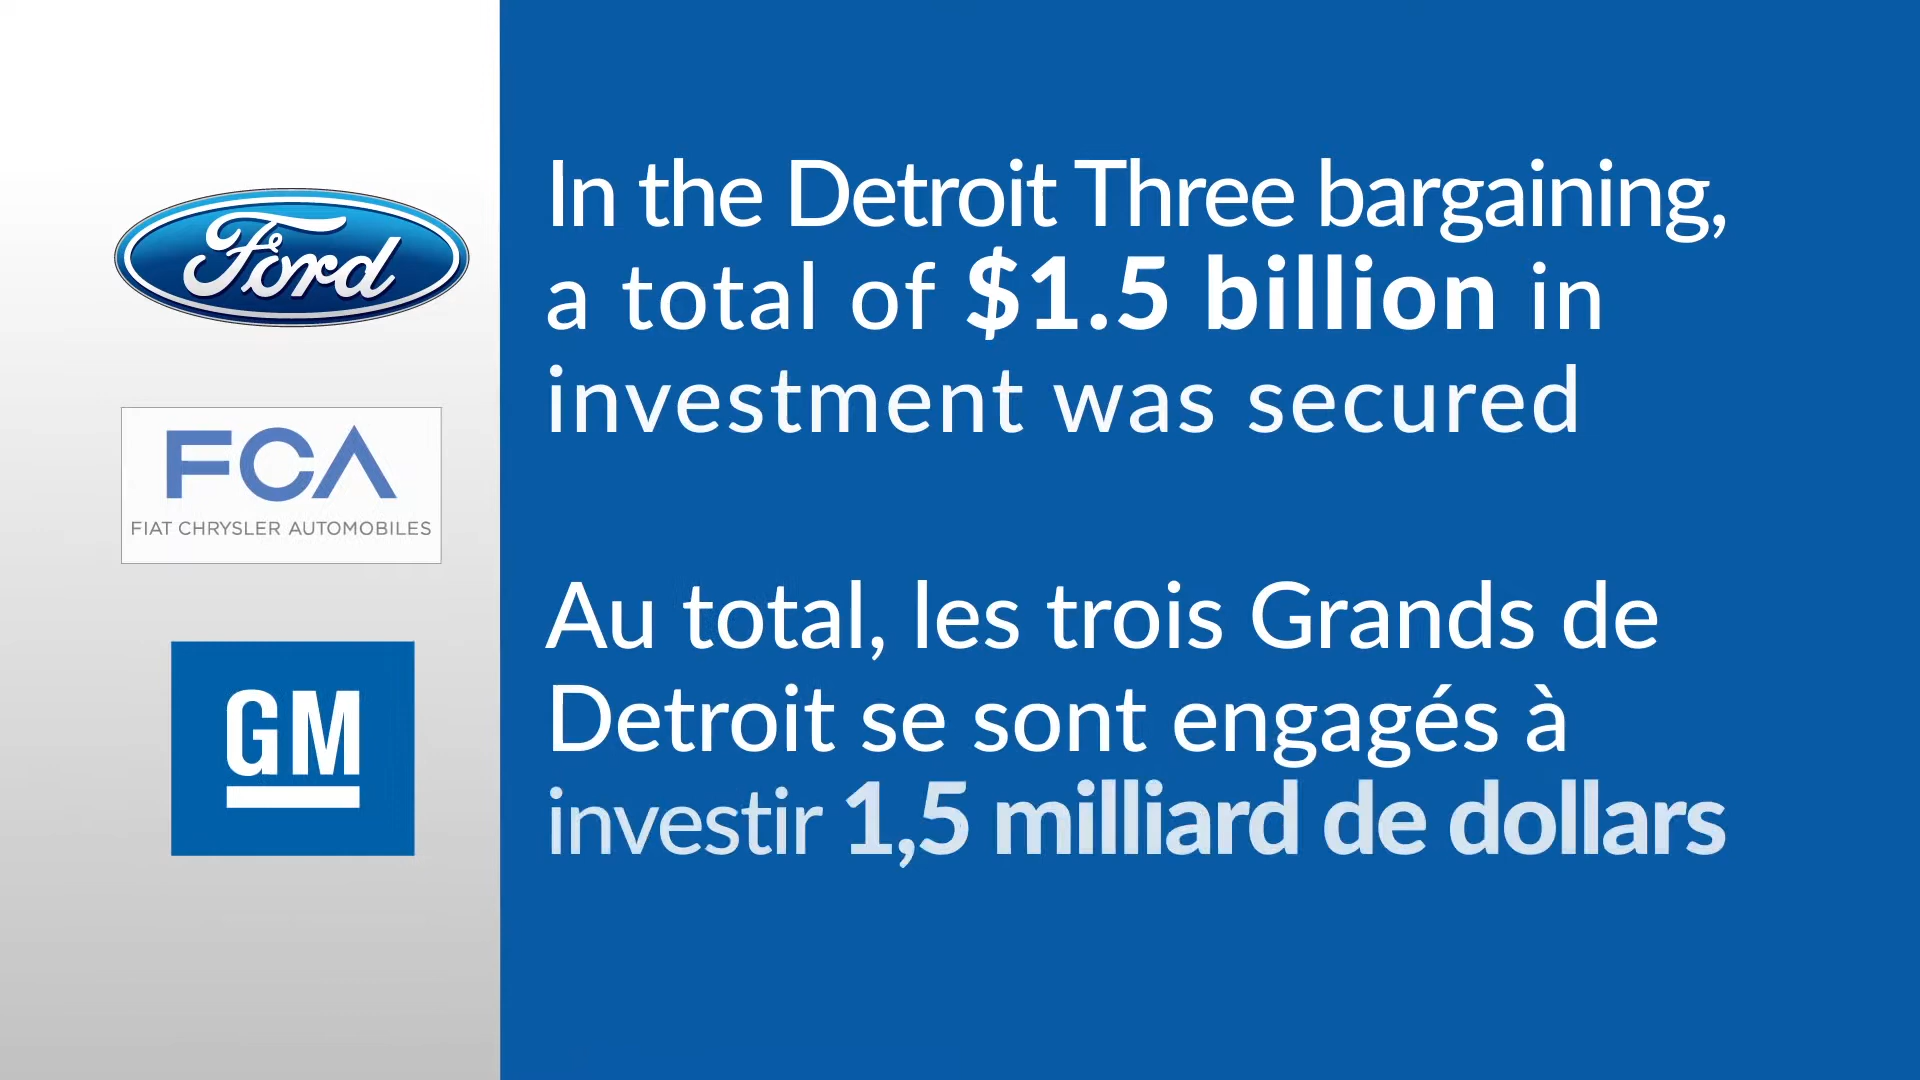 Ford
FCA
FIAT CHRYSLER AUTOMOBILES
GM
In the Detroit Three bargaining,
a total of $1.5 billion in
investment was secured
Au total, les trois Grands de
Detroit se sont engagés à
investir 1,5 milliard de dollars